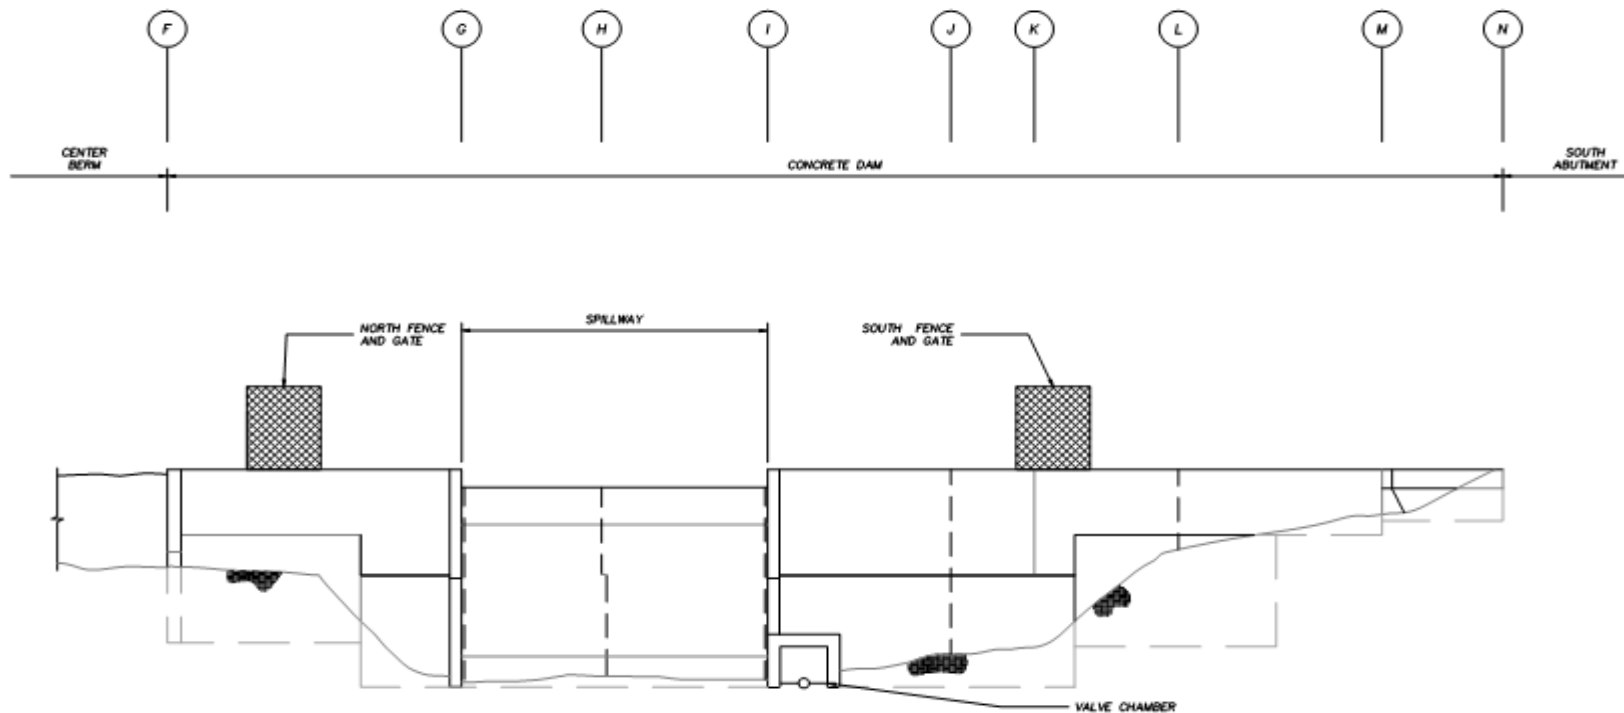 F G H I J K L M N
CENTER
BERM
CONCRETE DAM
SOUTH
ABUTMENT
NORTH FENCE
AND GATE
SPILLWAY
SOUTH FENCE
AND GATE
VALVE CHAMBER